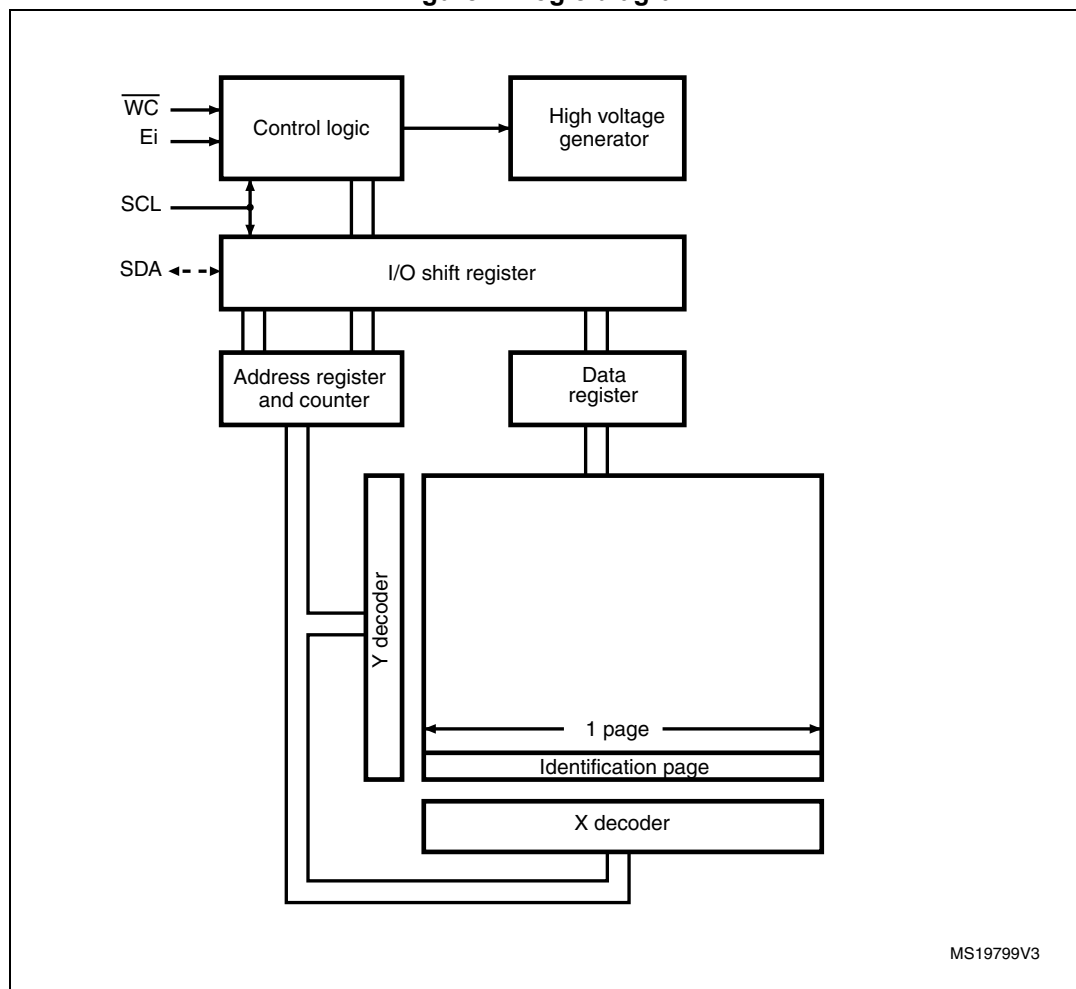 WC
Ei
Control logic
High voltage
generator
SCL
SDA
I/O shift register
Address register
and counter
Data
register
Y decoder
1 page
Identification page
X decoder
MS19799V3